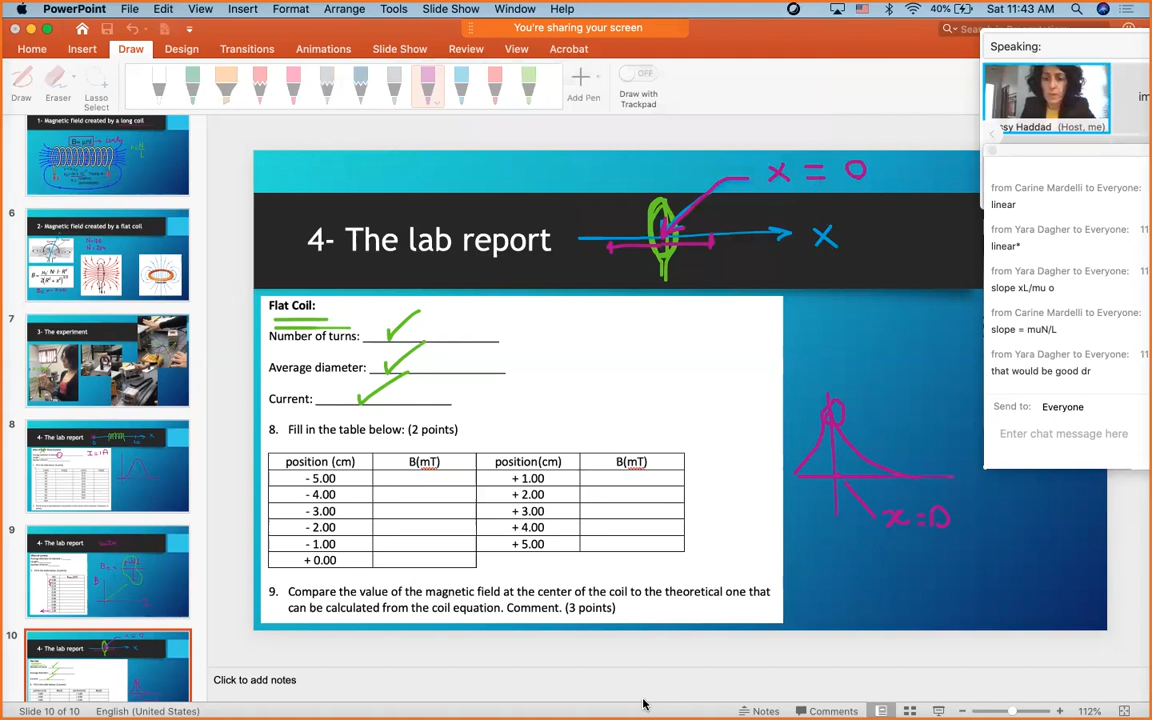 PowerPoint File Edit View Insert Format Arrange Tools Slide Show Window Help
40% Sat 11:43 AM
You're sharing your screen
Home Insert Draw Design Transitions Animations Slide Show Review View Acrobat
Draw Eraser Lasso Select
Add Pen
OFF
Draw with Trackpad
Speaking:
ssy Haddad (Host, me)
im
from Carine Mardelli to Everyone:
linear
from Yara Dagher to Everyone: 11
linear*
from Yara Dagher to Everyone: 11
slope xL/mu o
from Carine Mardelli to Everyone:
slope = muN/L
from Yara Dagher to Everyone: 11
that would be good dr
Send to: Everyone
Enter chat message here
1- Magnetic field created by a long coil
6
2- Magnetic field created by a flat coil
7
3- The experiment
8
4- The lab report
I = 1A
9
4- The lab report
10
4- The lab report
4- The lab report
x = 0
x
Flat Coil:
Number of turns:
Average diameter:
Current:
8. Fill in the table below: (2 points)
position (cm) B(mT) position(cm) B(mT)
- 5.00 + 1.00
- 4.00 + 2.00
- 3.00 + 3.00
- 2.00 + 4.00
- 1.00 + 5.00
+ 0.00
9. Compare the value of the magnetic field at the center of the coil to the theoretical one that
can be calculated from the coil equation. Comment. (3 points)
x=0
Click to add notes
Slide 10 of 10 English (United States) Notes Comments 112%